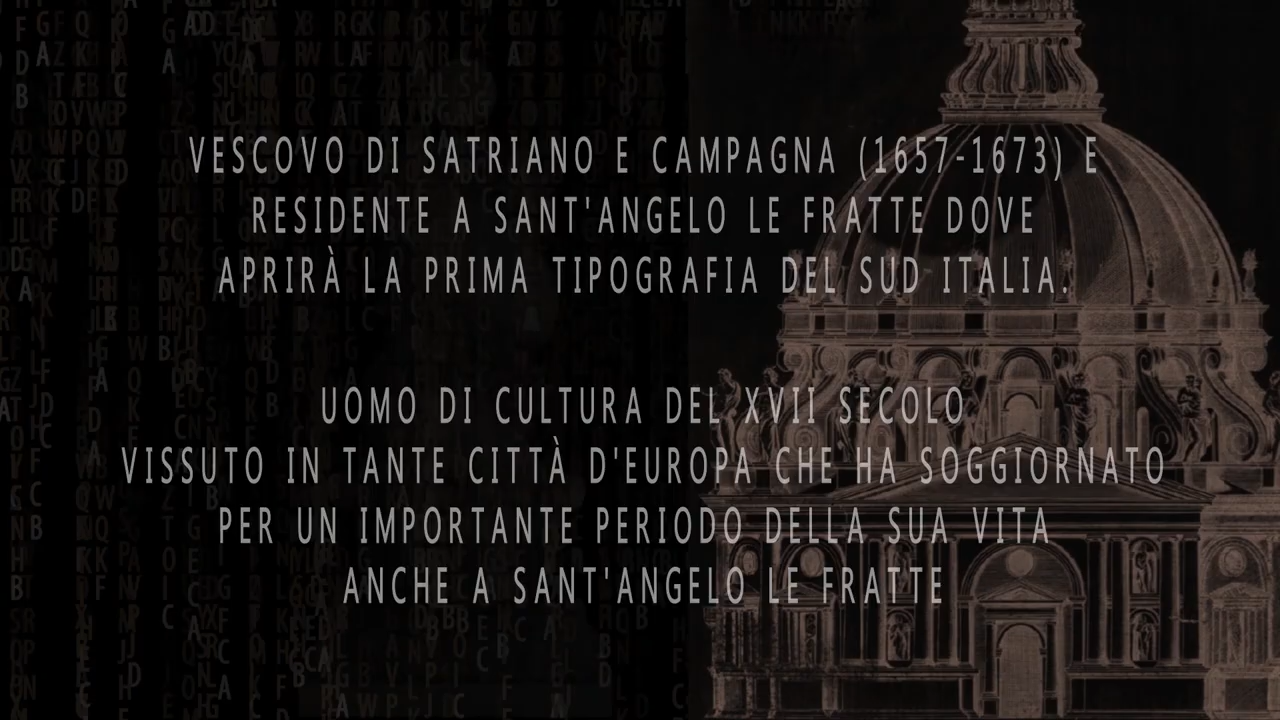 VESCOVO DI SATRIANO E CAMPAGNA (1657-1673) E
RESIDENTE A SANT'ANGELO LE FRATTE DOVE
APRIRÀ LA PRIMA TIPOGRAFIA DEL SUD ITALIA.
UOMO DI CULTURA DEL XVII SECOLO
VISSUTO IN TANTE CITTÀ D'EUROPA CHE HA SOGGIORNATO
PER UN IMPORTANTE PERIODO DELLA SUA VITA
ANCHE A SANT'ANGELO LE FRATTE